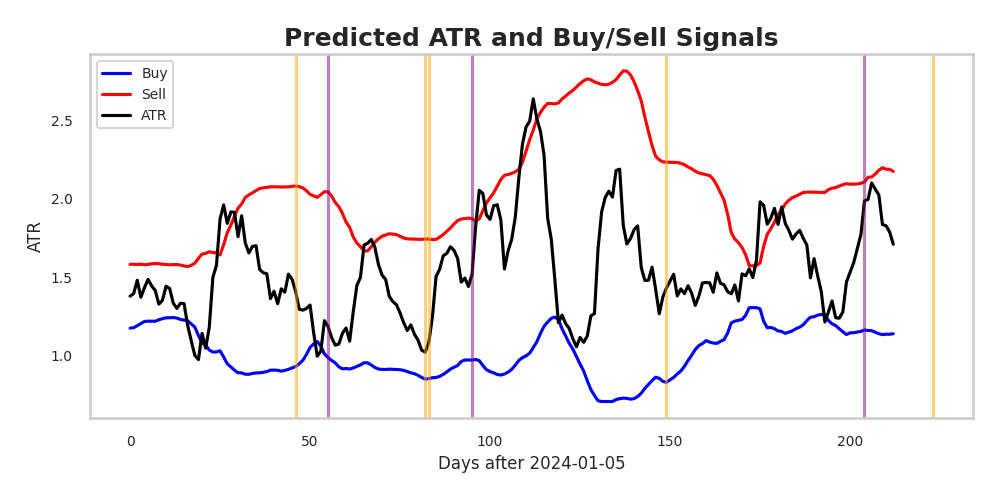 Predicted ATR and Buy/Sell Signals
Buy
Sell
ATR
ATR
2.5
2.0
1.5
1.0
0
50
100
150
200
Days after 2024-01-05